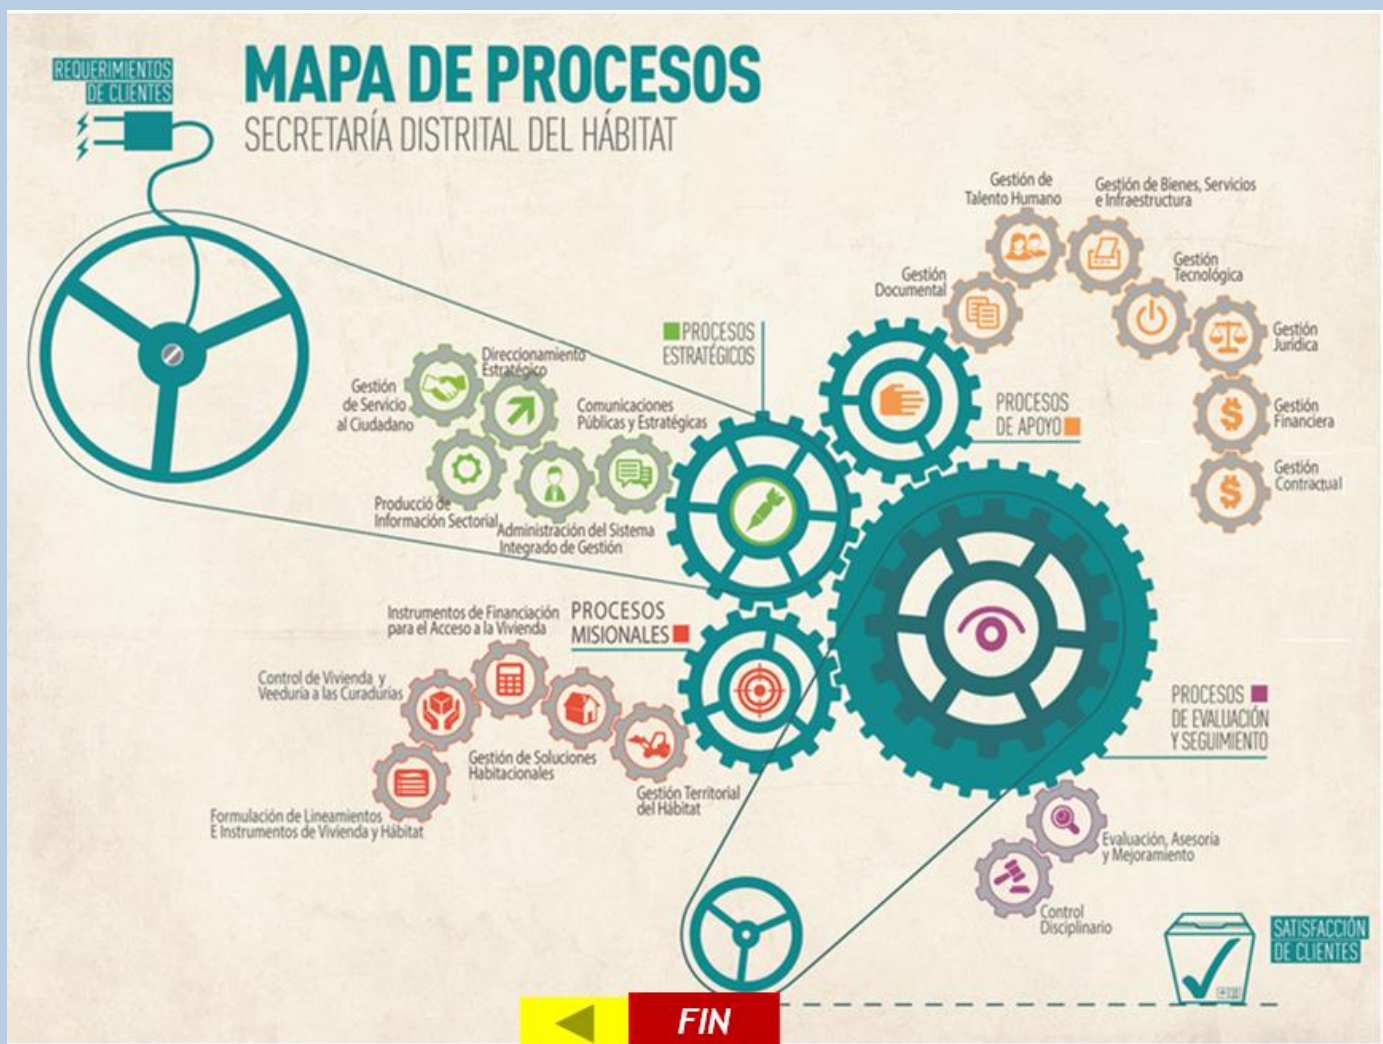 REQUERIMIENTOS
DE CLIENTES
MAPA DE PROCESOS
SECRETARÍA DISTRITAL DEL HÁBITAT
Gestión de
Talento Humano
Gestión de Bienes, Servicios
e Infraestructura
Gestión
Documental
Gestión
Tecnológica
Gestión
Jurídica
Gestión
Financiera
Gestión
Contractual
PROCESOS
DE APOYO
PROCESOS
ESTRATÉGICOS
Direccionamiento
Estratégico
Gestión
de Servicio
al Ciudadano
Comunicaciones
Públicas y Estratégicas
Producció de
Información Sectorial
Administración del Sistema
Integrado de Gestión
Instrumentos de Financiación
para el Acceso a la Vivienda
PROCESOS
MISIONALES
Control de Vivienda y
Veeduría a las Curadurías
Gestión de Soluciones
Habitacionales
Gestión Territorial
del Hábitat
Formulación de Lineamientos
E Instrumentos de Vivienda y Hábitat
PROCESOS
DE EVALUACIÓN
Y SEGUIMIENTO
Evaluación, Asesoría
y Mejoramiento
Control
Disciplinario
SATISFACCIÓN
DE CLIENTES
FIN